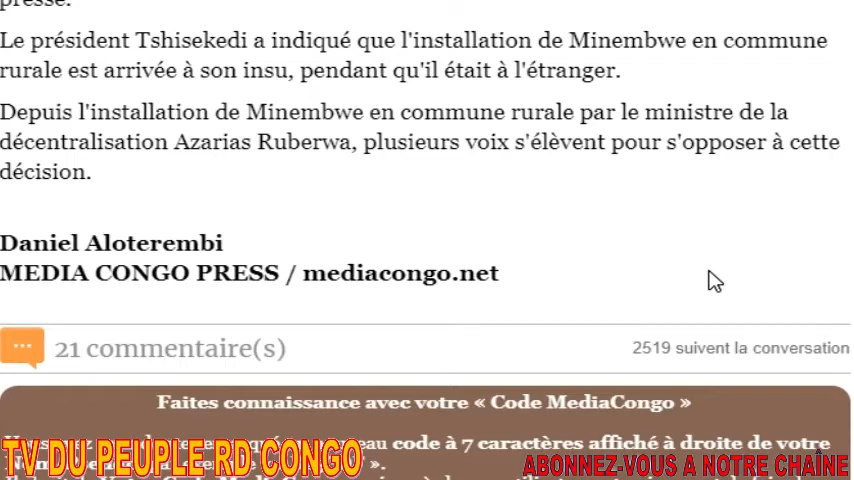 presse.
Le président Tshisekedi a indiqué que l'installation de Minembwe en commune
rurale est arrivée à son insu, pendant qu'il était à l'étranger.
Depuis l'installation de Minembwe en commune rurale par le ministre de la
décentralisation Azarias Ruberwa, plusieurs voix s'élèvent pour s'opposer à cette
décision.
Daniel Aloterembi
MEDIA CONGO PRESS / mediacongo.net
21 commentaire(s)
2519 suivent la conversation
Faites connaissance avec votre « Code MediaCongo »
code à 7 caractères affiché à droite de votre
TV DU PEUPLE RD CONGO
ABONNEZ-VOUS A NOTRE CHAÎNE